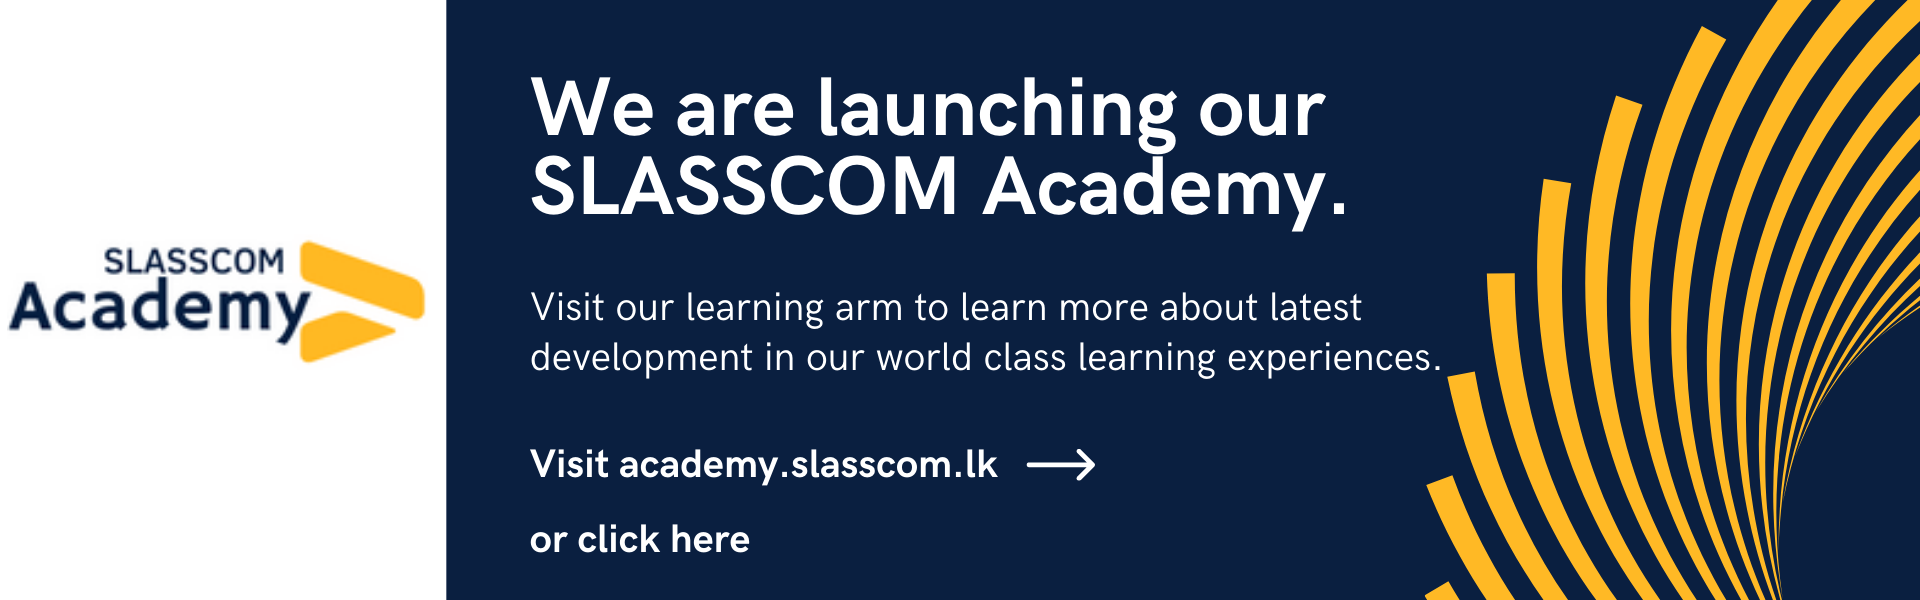 SLASSCOM
Academy
We are launching our
SLASSCOM Academy.
Visit our learning arm to learn more about latest
development in our world class learning experiences.
Visit academy.slasscom.lk
or click here